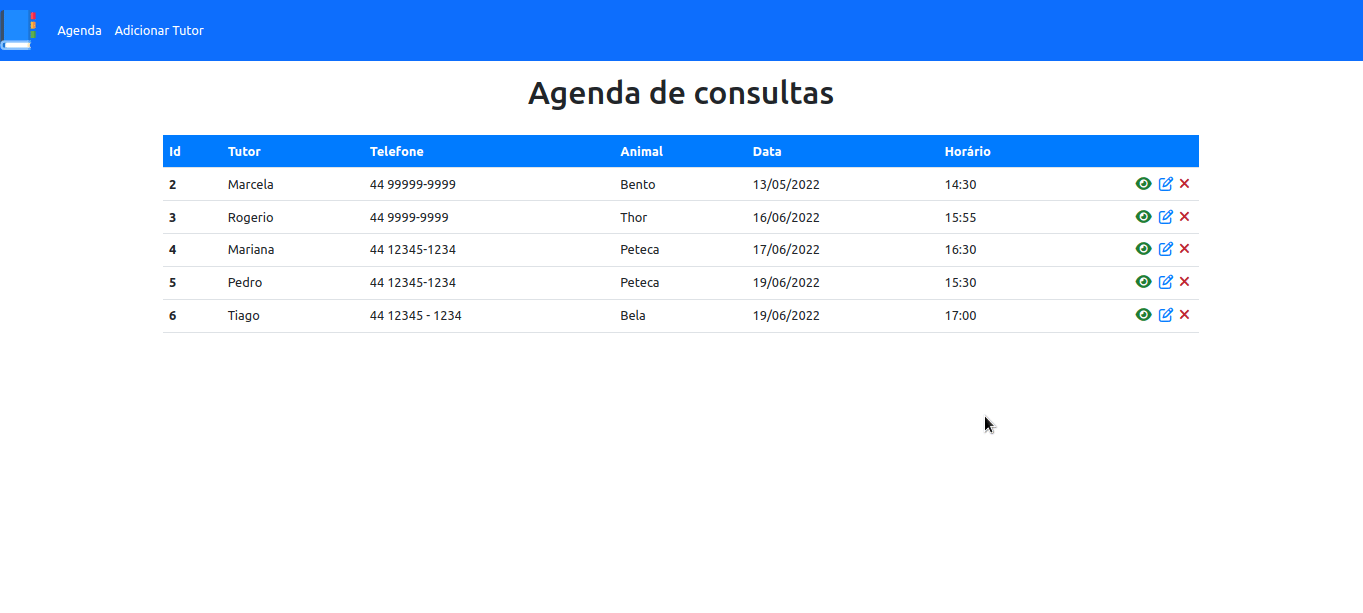 Agenda Adicionar Tutor
Agenda de consultas
Id Tutor Telefone Animal Data Horário
2 Marcela 44 99999-9999 Bento 13/05/2022 14:30
3 Rogerio 44 9999-9999 Thor 16/06/2022 15:55
4 Mariana 44 12345-1234 Peteca 17/06/2022 16:30
5 Pedro 44 12345-1234 Peteca 19/06/2022 15:30
6 Tiago 44 12345 - 1234 Bela 19/06/2022 17:00